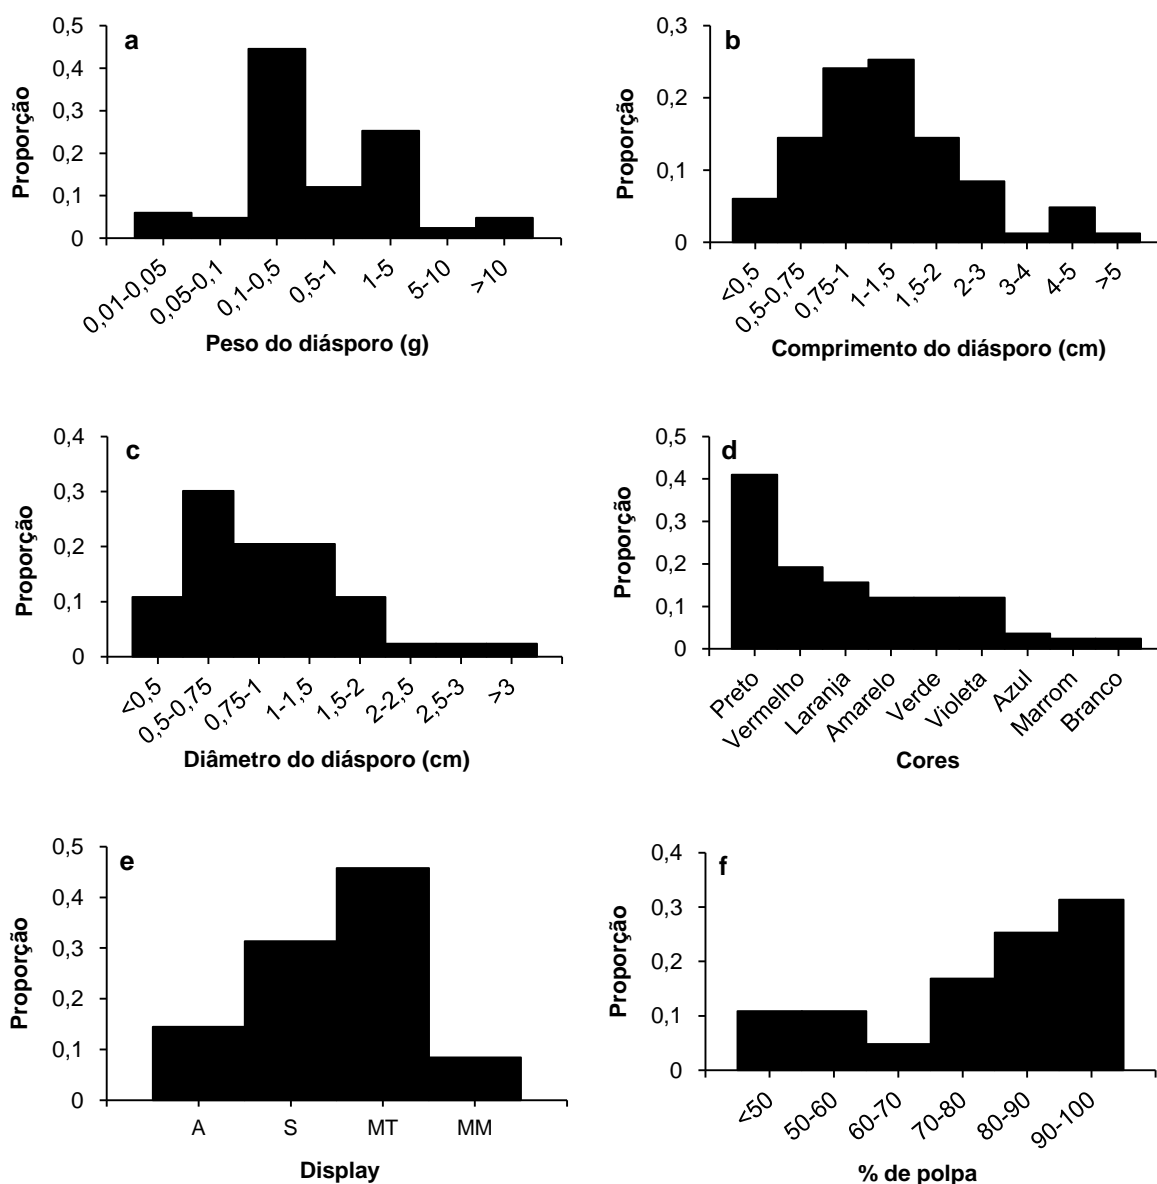 a
Proporção
0,5
0,4
0,3
0,2
0,1
0
0,01-0,05
0,05-0,1
0,1-0,5
0,5-1
1-5
5-10
>10
Peso do diásporo (g)
b
Proporção
0,3
0,2
0,1
0
<0,5
0,5-0,75
0,75-1
1-1,5
1,5-2
2-3
3-4
4-5
>5
Comprimento do diásporo (cm)
c
Proporção
0,4
0,3
0,2
0,1
0
<0,5
0,5-0,75
0,75-1
1-1,5
1,5-2
2-2,5
2,5-3
>3
Diâmetro do diásporo (cm)
d
Proporção
0,5
0,4
0,3
0,2
0,1
0
Preto
Vermelho
Laranja
Amarelo
Verde
Violeta
Azul
Marrom
Branco
Cores
e
Proporção
0,5
0,4
0,3
0,2
0,1
0
A
S
MT
MM
Display
f
Proporção
0,4
0,3
0,2
0,1
0
<50
50-60
60-70
70-80
80-90
90-100
% de polpa